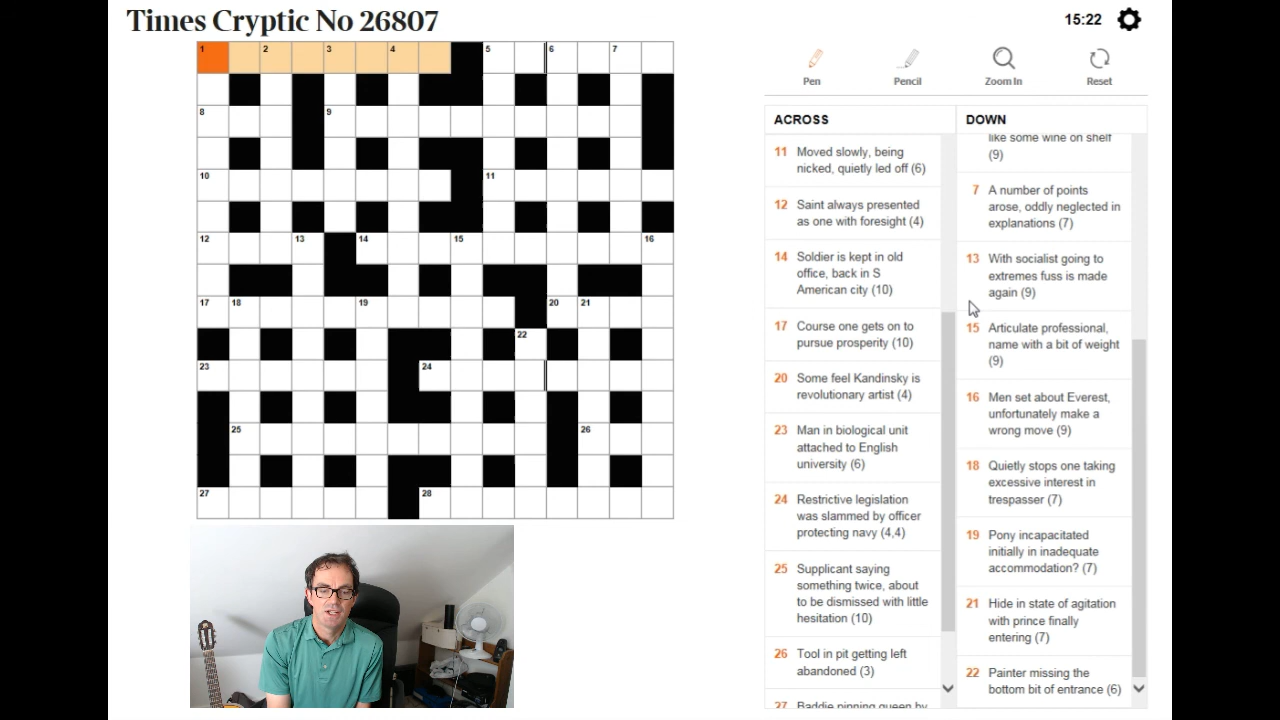 Times Cryptic No 26807
15:22
Pen
Pencil
Zoom In
Reset
1 2 3 4 5 6 7
8 9
10 11
12 13 14 15 16
17 18 19 20 21
22
23 24
25 26
27 28
ACROSS
11 Moved slowly, being
nicked, quietly led off (6)
12 Saint always presented
as one with foresight (4)
14 Soldier is kept in old
office, back in S
American city (10)
17 Course one gets on to
pursue prosperity (10)
20 Some feel Kandinsky is
revolutionary artist (4)
23 Man in biological unit
attached to English
university (6)
24 Restrictive legislation
was slammed by officer
protecting navy (4,4)
25 Supplicant saying
something twice, about
to be dismissed with little
hesitation (10)
26 Tool in pit getting left
abandoned (3)
27 Baddie pinning queen by
DOWN
like some wine on shelf
(9)
7 A number of points
arose, oddly neglected in
explanations (7)
13 With socialist going to
extremes fuss is made
again (9)
15 Articulate professional,
name with a bit of weight
(9)
16 Men set about Everest,
unfortunately make a
wrong move (9)
18 Quietly stops one taking
excessive interest in
trespasser (7)
19 Pony incapacitated
initially in inadequate
accommodation? (7)
21 Hide in state of agitation
with prince finally
entering (7)
22 Painter missing the
bottom bit of entrance (6)